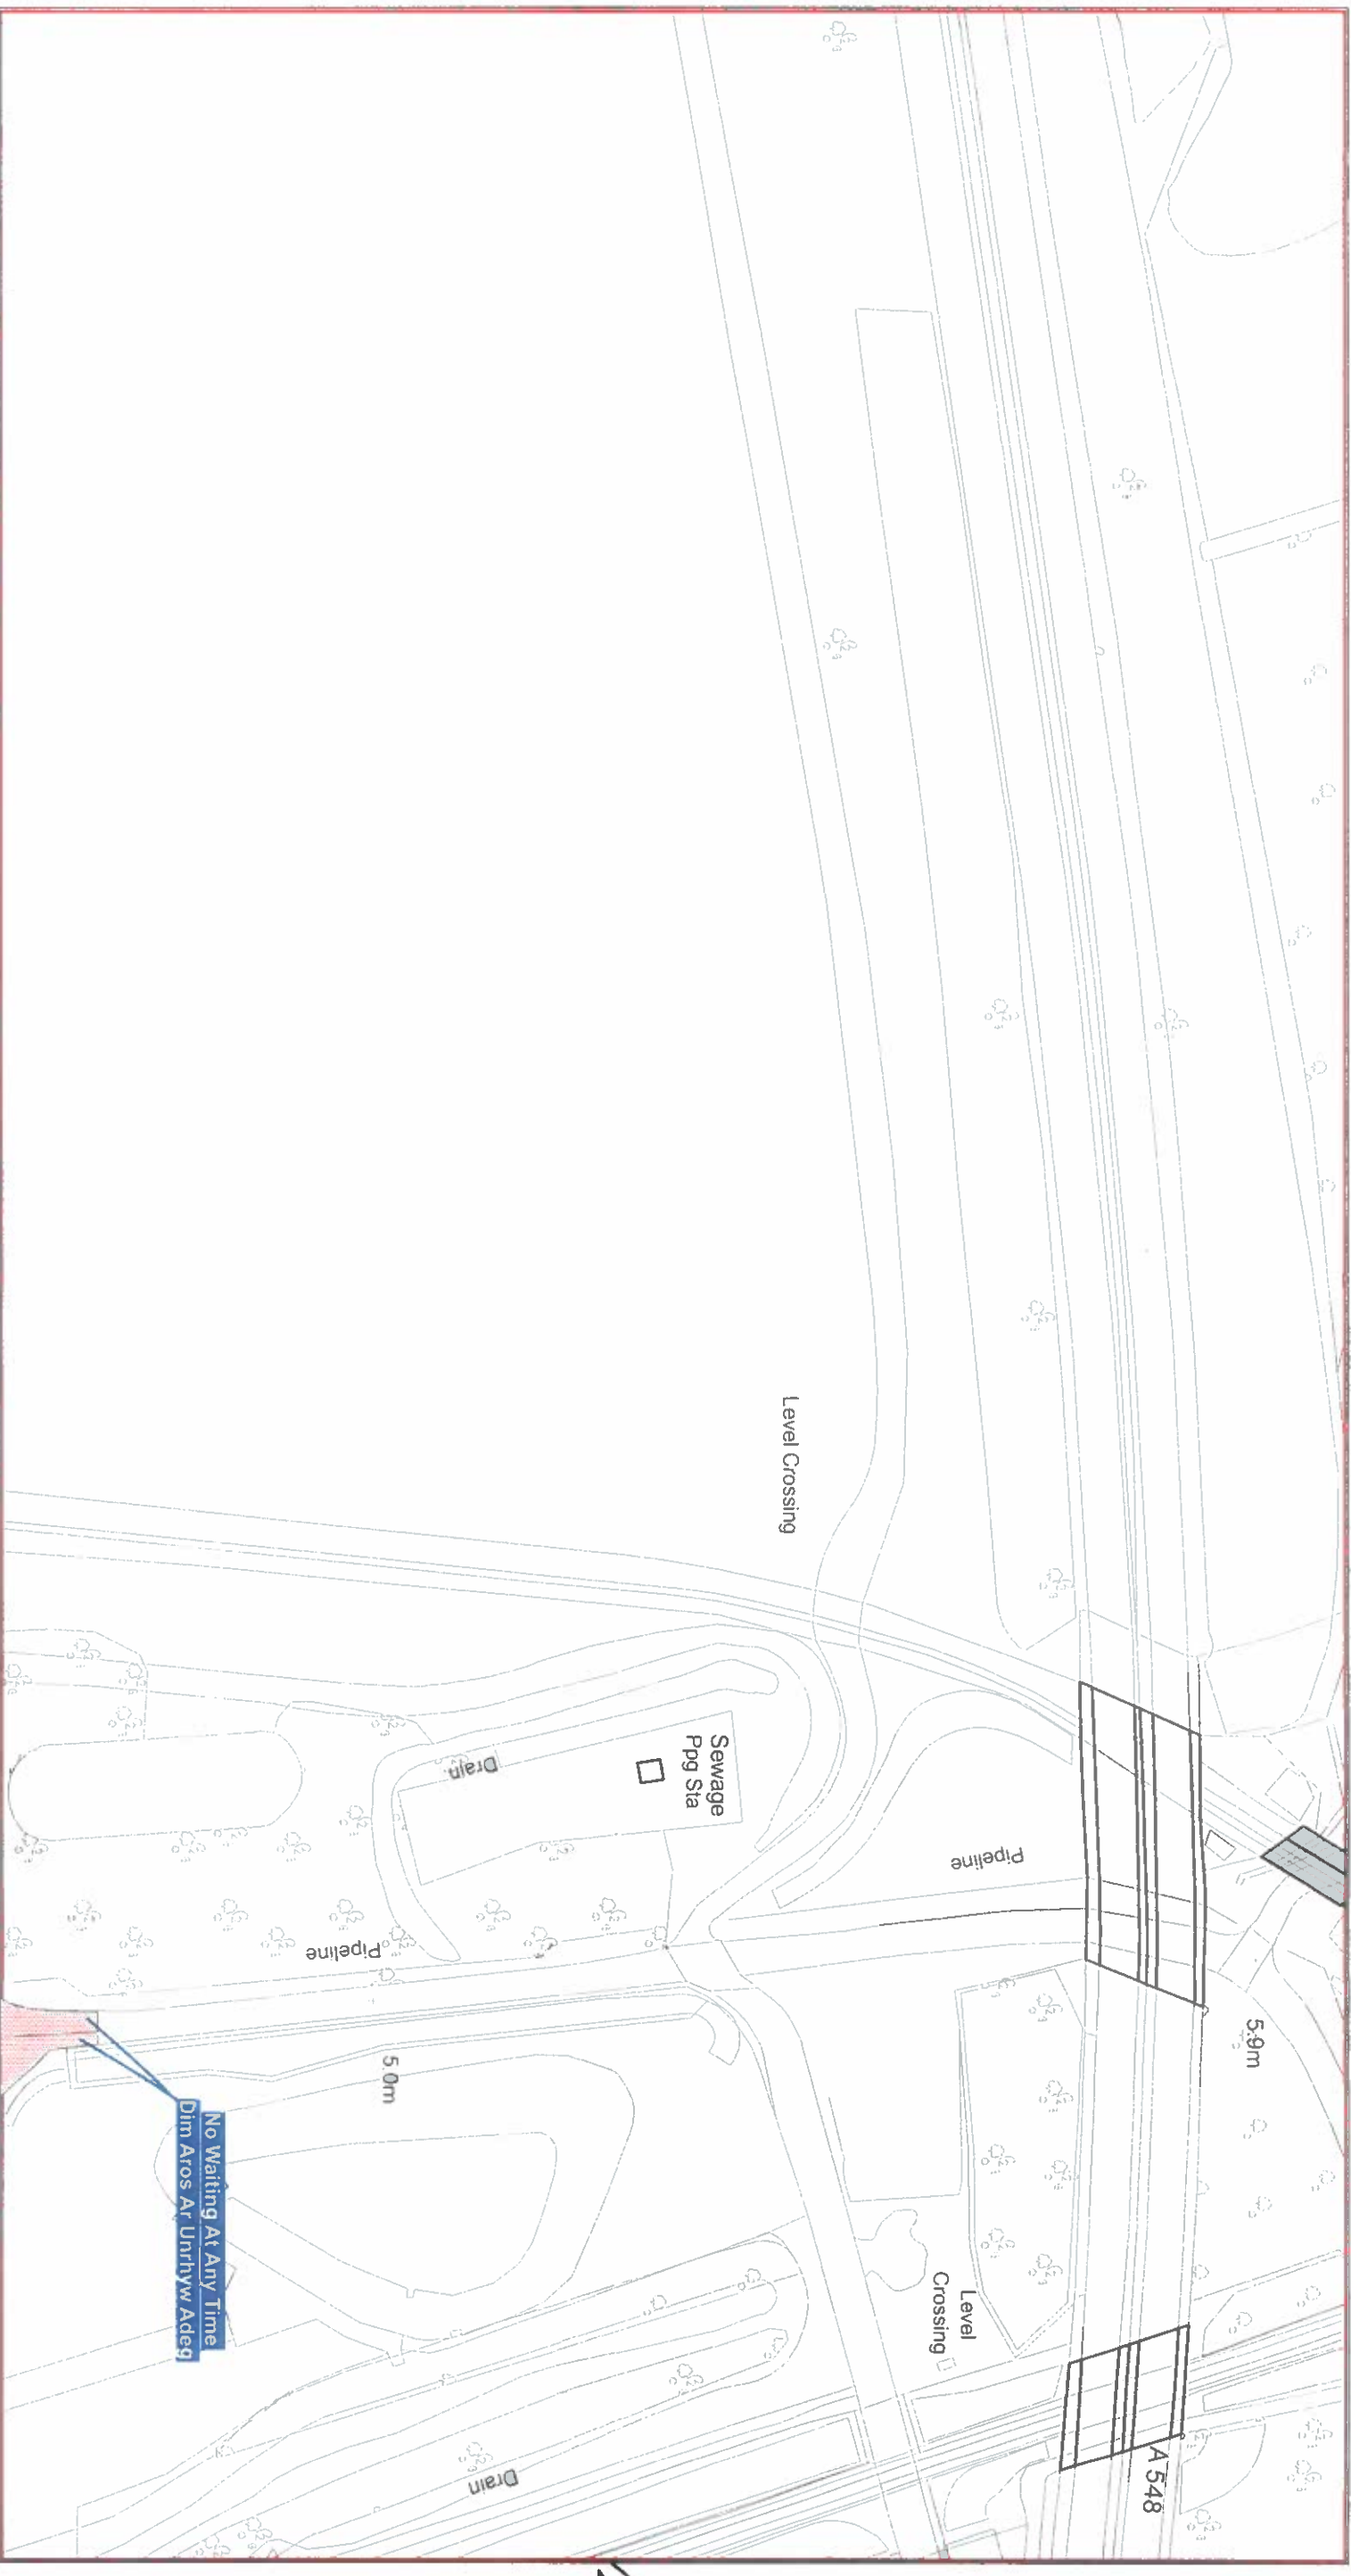 A 548
5.9m
Level
Crossing
Pipeline
Level Crossing
Sewage
Ppg Sta
Drain
Drain
5.0m
Pipeline
No Waiting At Any Time
Dim Aros Ar Unrhyw Adeg